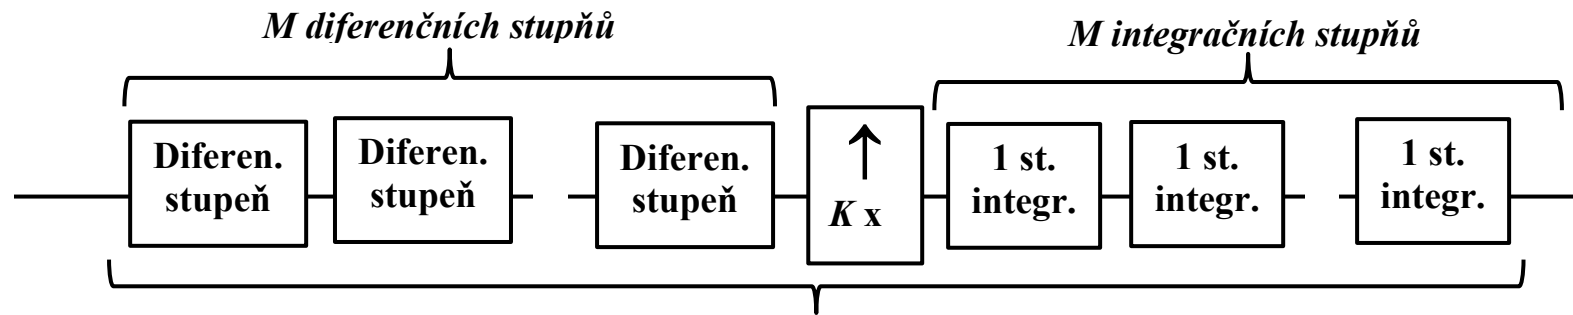 M diferenčních stupňů
M integračních stupňů
Diferen.
stupeň
Diferen.
stupeň
Diferen.
stupeň
↑
K x
1 st.
integr.
1 st.
integr.
1 st.
integr.